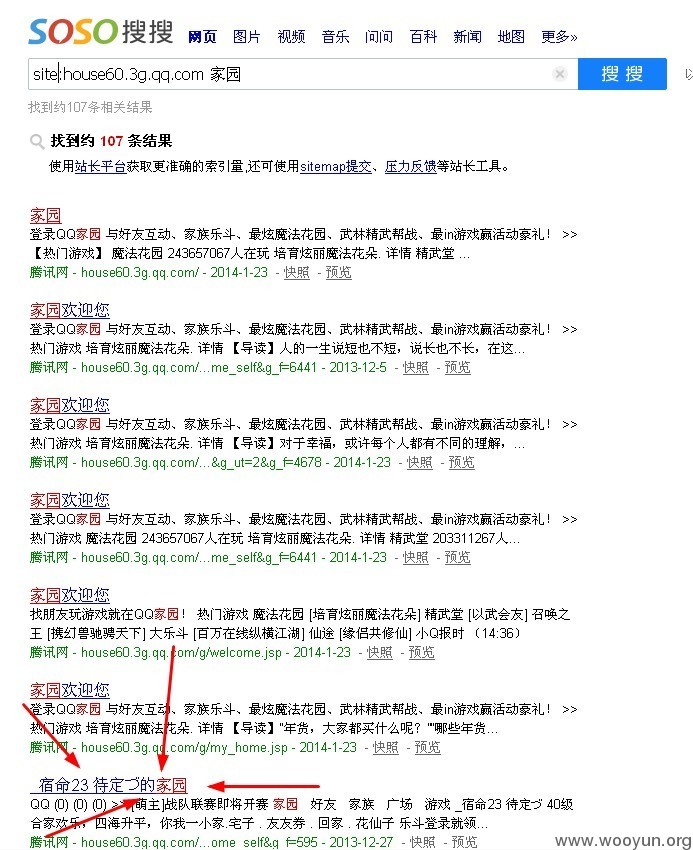 SOSO搜搜 网页 图片 视频 音乐 问问 百科 新闻 地图 更多»
site:house60.3g.qq.com 家园 搜搜
找到约107条相关结果
找到约 107 条结果
使用站长平台获取更准确的索引量,还可使用sitemap提交、压力反馈等站长工具。
家园
登录QQ家园 与好友互动、家族乐斗、最炫魔法花园、武林精武帮战、最in游戏赢活动豪礼！ >>
【热门游戏】 魔法花园 243657067人在玩 培育炫丽魔法花朵. 详情 精武堂 ...
腾讯网 - house60.3g.qq.com/ - 2014-1-23 - 快照 - 预览
家园欢迎您
登录QQ家园 与好友互动、家族乐斗、最炫魔法花园、武林精武帮战、最in游戏赢活动豪礼！ >>
热门游戏 培育炫丽魔法花朵. 详情 【导读】人的一生说短也不短，说长也不长，在这...
腾讯网 - house60.3g.qq.com/...me_self&g_f=6441 - 2013-12-5 - 快照 - 预览
家园欢迎您
登录QQ家园 与好友互动、家族乐斗、最炫魔法花园、武林精武帮战、最in游戏赢活动豪礼！ >>
热门游戏 培育炫丽魔法花朵. 详情 【导读】对于幸福，或许每个人都有不同的理解，...
腾讯网 - house60.3g.qq.com/...&g_ut=2&g_f=4678 - 2014-1-23 - 快照 - 预览
家园欢迎您
登录QQ家园 与好友互动、家族乐斗、最炫魔法花园、武林精武帮战、最in游戏赢活动豪礼！ >>
热门游戏 魔法花园 243657067人在玩 培育炫丽魔法花朵. 详情 精武堂 203311267人...
腾讯网 - house60.3g.qq.com/...me_self&g_f=6441 - 2014-1-23 - 快照 - 预览
家园欢迎您
找朋友玩游戏就在QQ家园！ 热门游戏 魔法花园 [培育炫丽魔法花朵] 精武堂 [以武会友] 召唤之
王 [携幻兽驰骋天下] 大乐斗 [百万在线纵横江湖] 仙途 [缘侣共修仙] 小Q报时 （14:36）
腾讯网 - house60.3g.qq.com/g/welcome.jsp - 2014-1-23 - 快照 - 预览
家园欢迎您
登录QQ家园 与好友互动、家族乐斗、最炫魔法花园、武林精武帮战、最in游戏赢活动豪礼！ >>
热门游戏 培育炫丽魔法花朵. 详情 【导读】"年货，大家都买什么呢？""哪些年货...
腾讯网 - house60.3g.qq.com/g/my_home.jsp - 2014-1-23 - 快照 - 预览
_宿命23 待定づ的家园
QQ (0) (0) (0) >> [萌主]战队联赛即将开赛 家园 好友 家族 广场 游戏 _宿命23 待定づ 40级
合家欢乐，四海升平，你我一小家.宅子 . 友友券 . 回家 . 花仙子 乐斗登录就领...
腾讯网 - house60.3g.qq.com/...ome_self&g_f=595 - 2013-12-27 - 快照 - 预览
www.wooyun.org